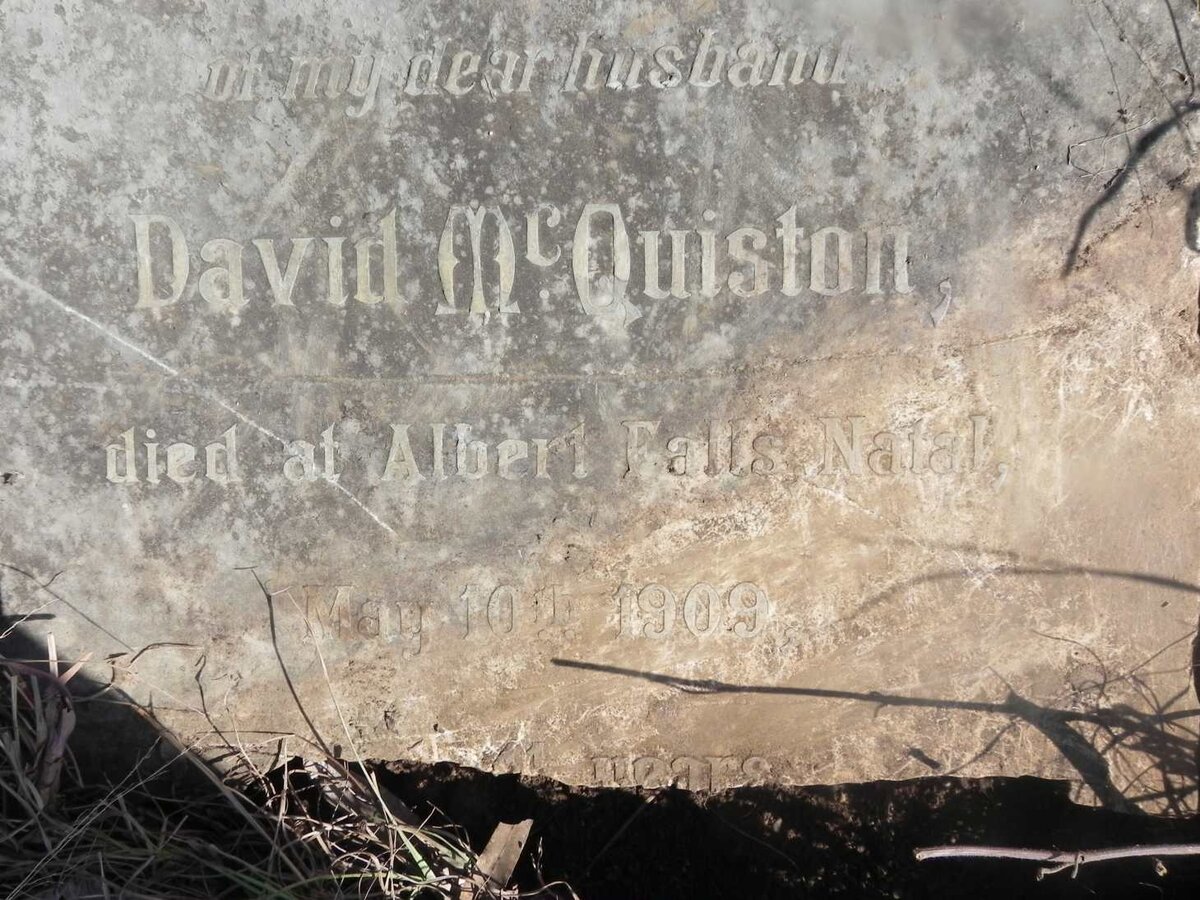 of my dear husband
David McQuiston,
died at Albert Falls Natal,
May 10th 1909,
years